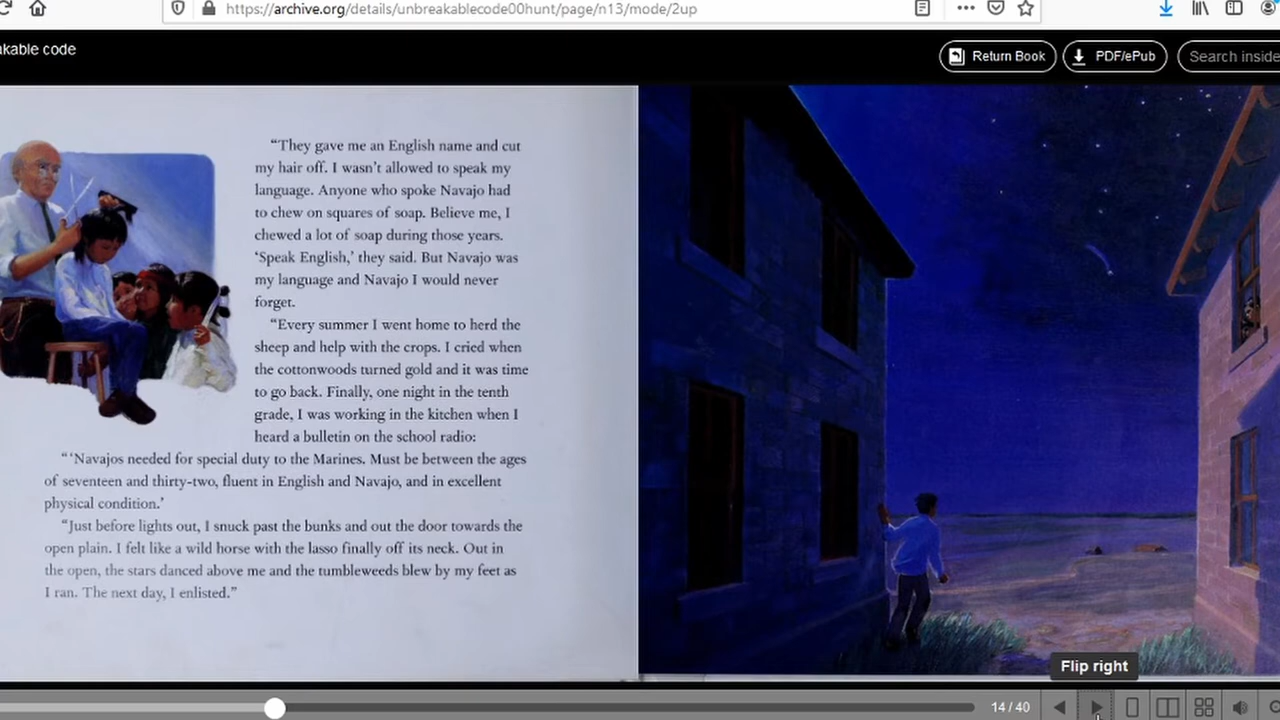 https://archive.org/details/unbreakablecode00hunt/page/n13/mode/2up
akable code
Return Book
PDF/ePub
Search inside
“They gave me an English name and cut
my hair off. I wasn’t allowed to speak my
language. Anyone who spoke Navajo had
to chew on squares of soap. Believe me, I
chewed a lot of soap during those years.
‘Speak English,’ they said. But Navajo was
my language and Navajo I would never
forget.
“Every summer I went home to herd the
sheep and help with the crops. I cried when
the cottonwoods turned gold and it was time
to go back. Finally, one night in the tenth
grade, I was working in the kitchen when I
heard a bulletin on the school radio:
“‘Navajos needed for special duty to the Marines. Must be between the ages
of seventeen and thirty-two, fluent in English and Navajo, and in excellent
physical condition.’
“Just before lights out, I snuck past the bunks and out the door towards the
open plain. I felt like a wild horse with the lasso finally off its neck. Out in
the open, the stars danced above me and the tumbleweeds blew by my feet as
I ran. The next day, I enlisted.”
Flip right
14 / 40